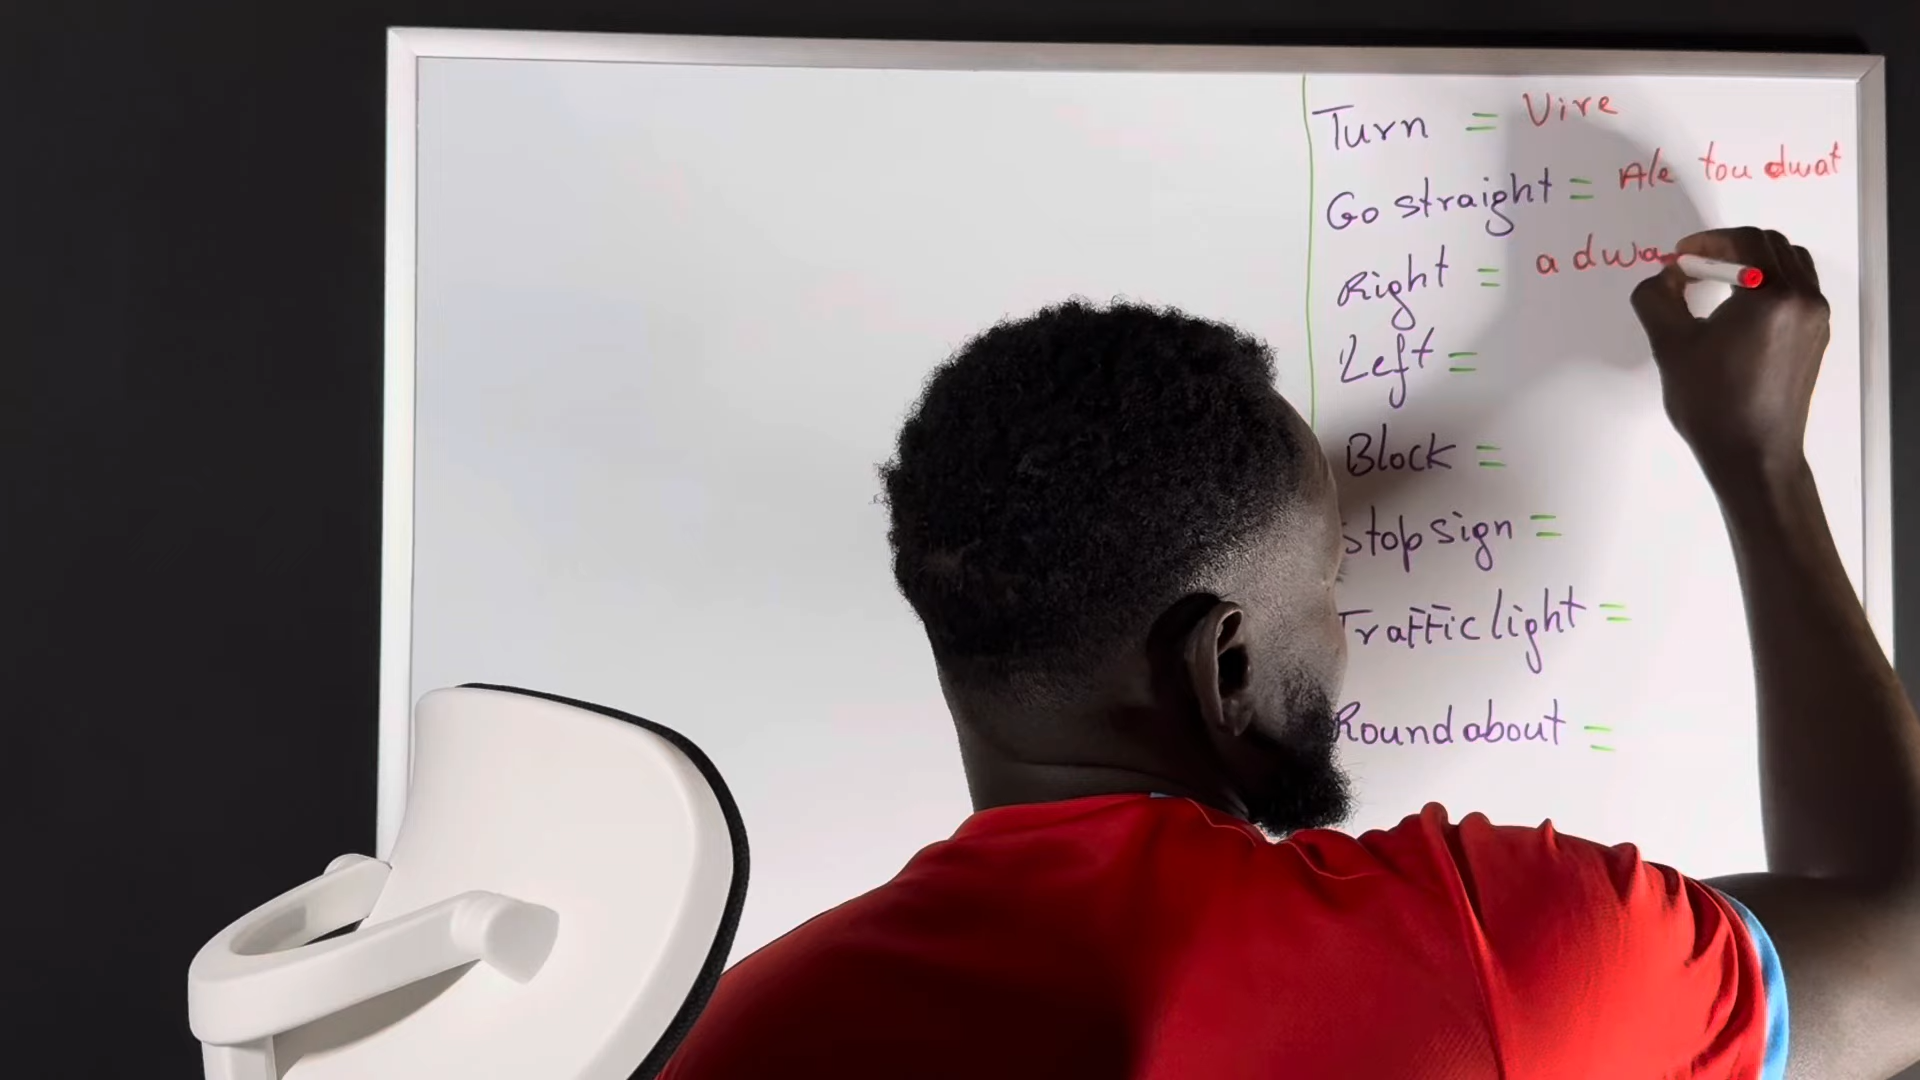 Turn = Vire
Go straight = Ale tou dwat
Right = a dwa
Left =
Block =
Stop sign =
Traffic light =
Roundabout =